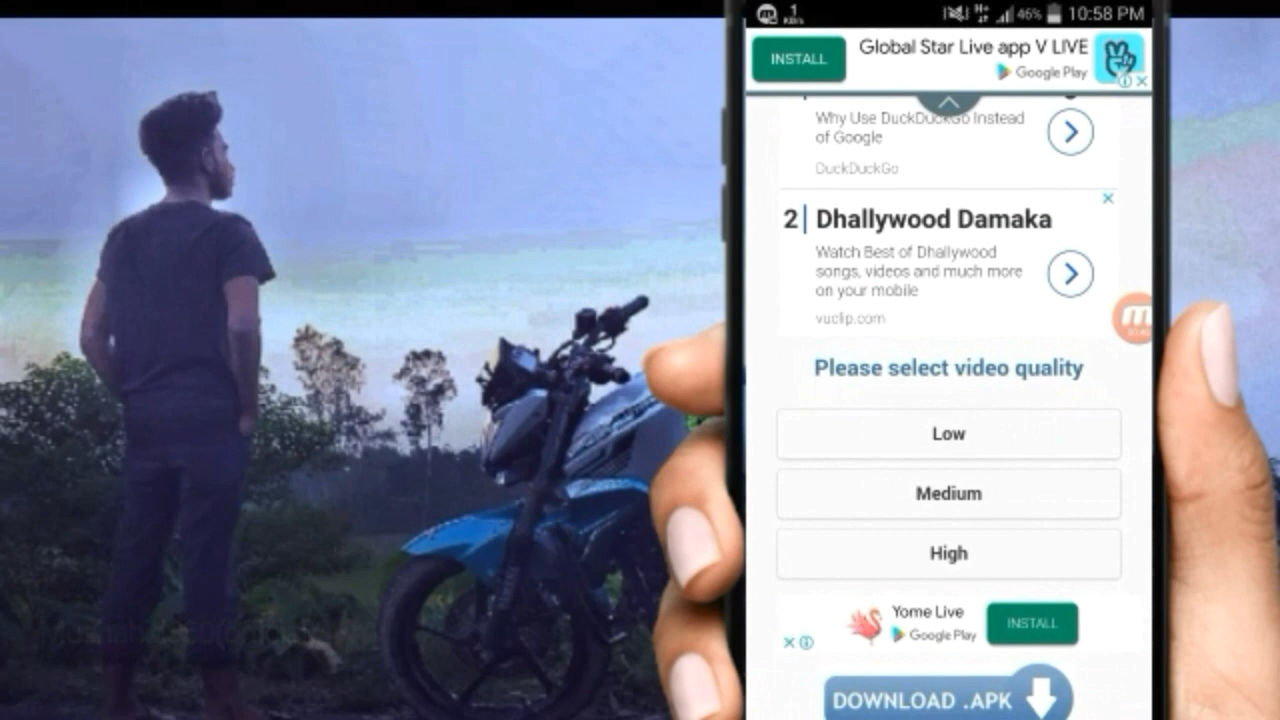 1
KB/s
46%
10:58 PM
INSTALL
Global Star Live app V LIVE
Google Play
Why Use DuckDuckGo Instead
of Google
DuckDuckGo
2
Dhallywood Damaka
Watch Best of Dhallywood
songs, videos and much more
on your mobile
vuclip.com
Please select video quality
Low
Medium
High
Yome Live
Google Play
INSTALL
DOWNLOAD .APK